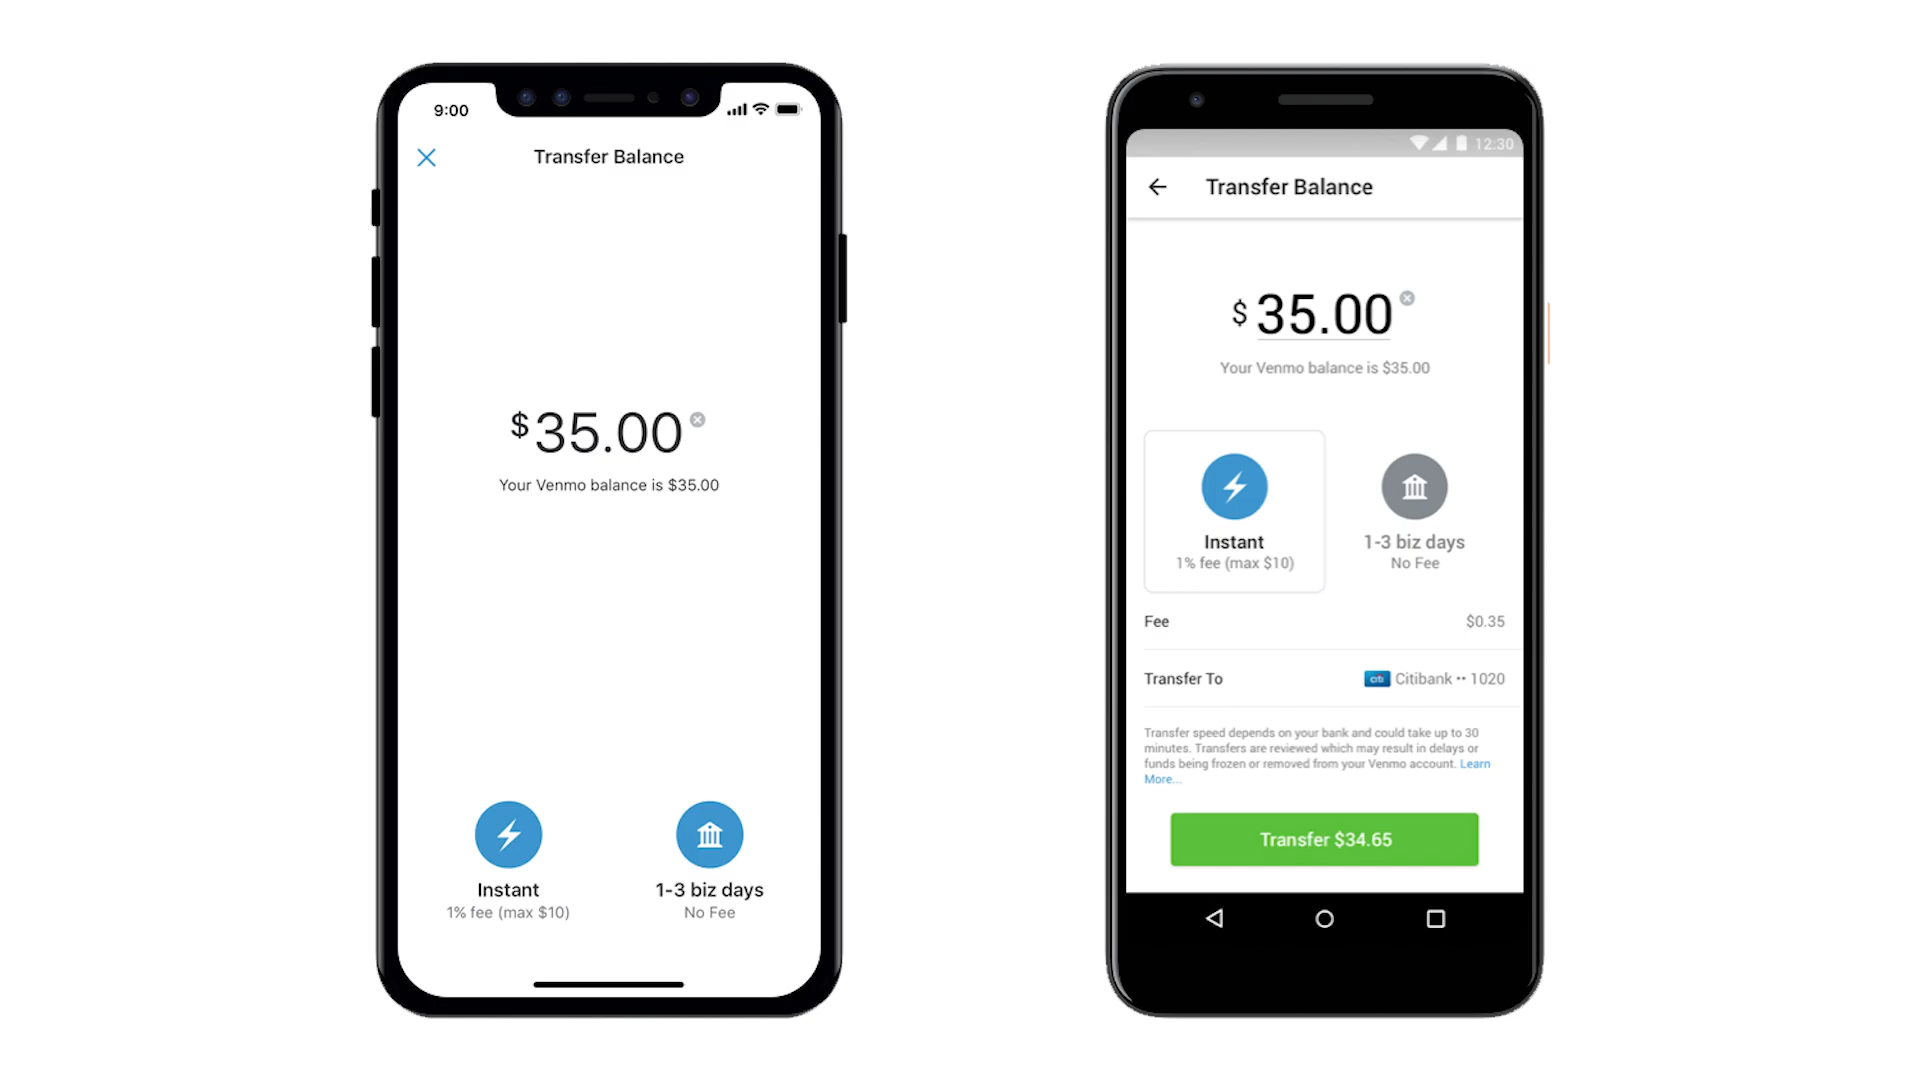 9:00
Transfer Balance
$35.00
Your Venmo balance is $35.00
Instant
1% fee (max $10)
1-3 biz days
No Fee
12:30
Transfer Balance
$ 35.00
Your Venmo balance is $35.00
Instant
1% fee (max $10)
1-3 biz days
No Fee
Fee $0.35
Transfer To citi Citibank •• 1020
Transfer speed depends on your bank and could take up to 30
minutes. Transfers are reviewed which may result in delays or
funds being frozen or removed from your Venmo account. Learn
More...
Transfer $34.65